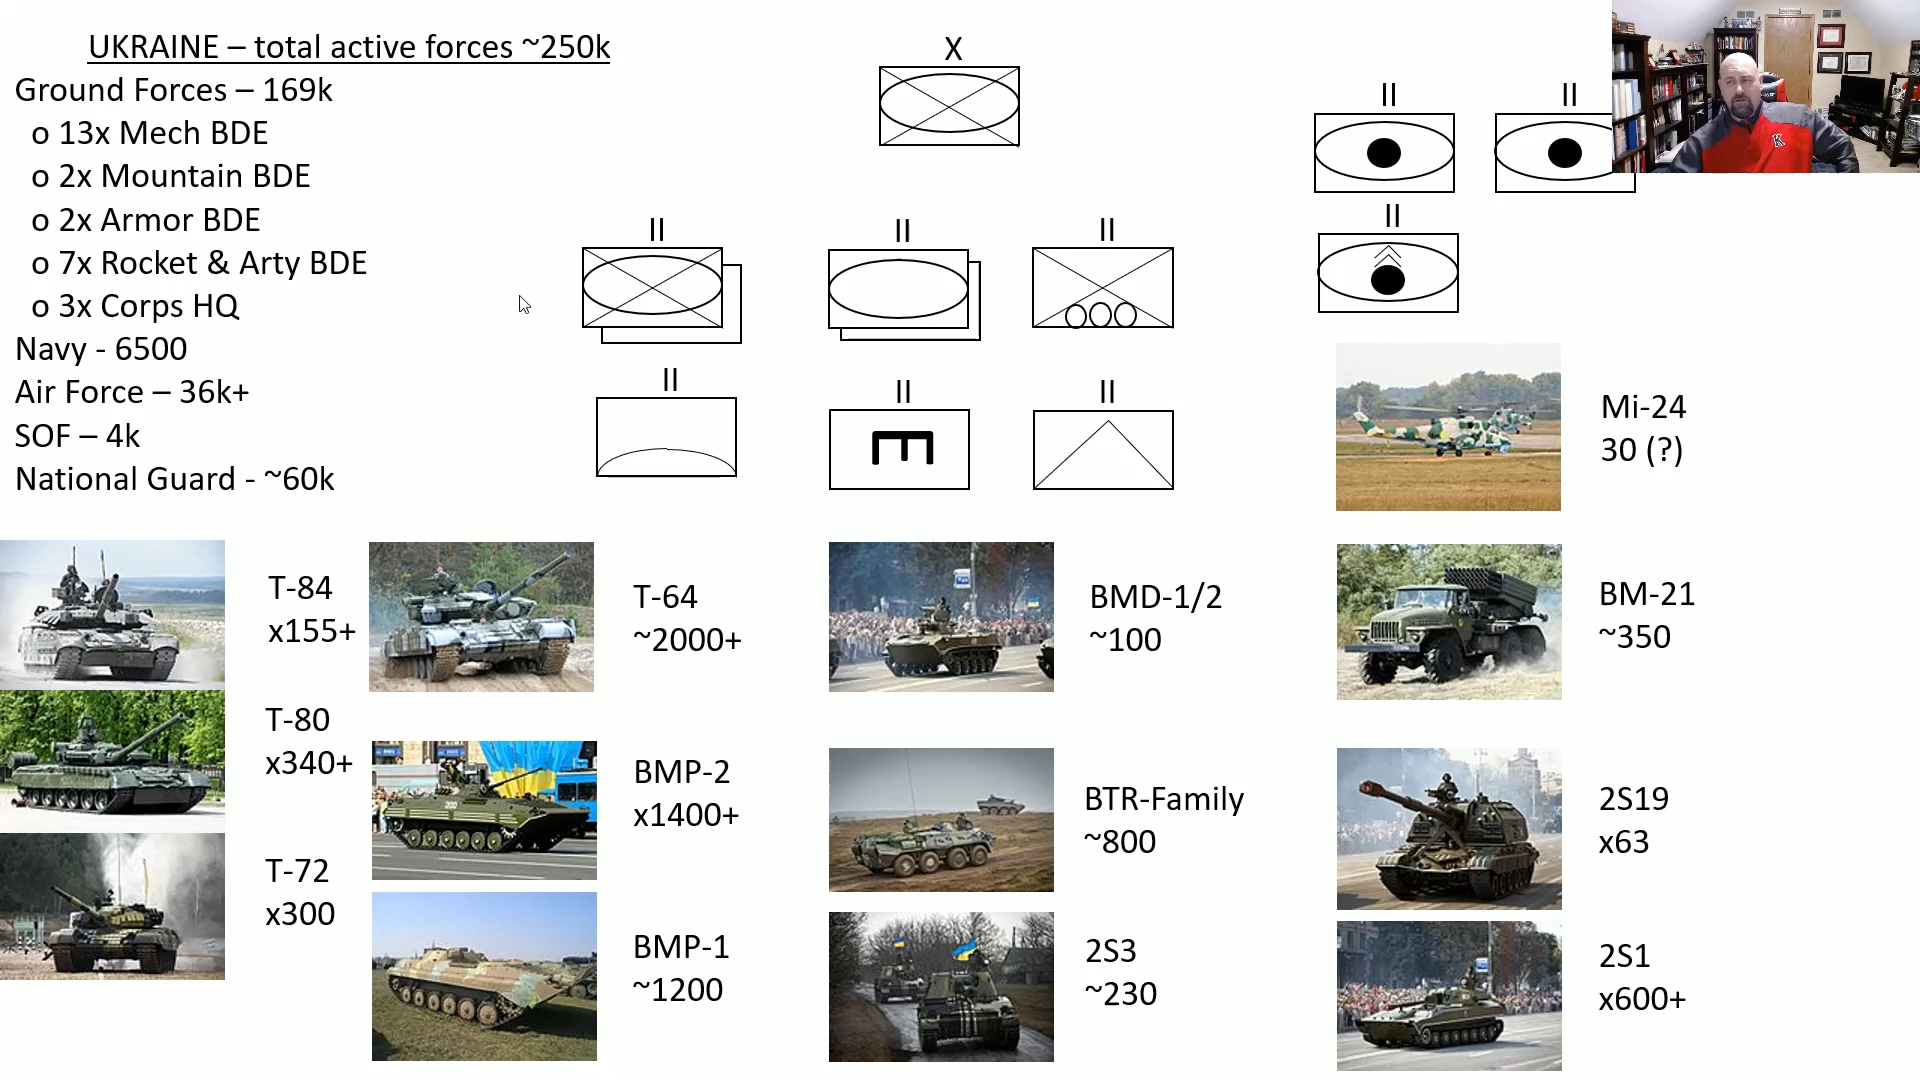 UKRAINE – total active forces ~250k
Ground Forces – 169k
o 13x Mech BDE
o 2x Mountain BDE
o 2x Armor BDE
o 7x Rocket & Arty BDE
o 3x Corps HQ
Navy - 6500
Air Force – 36k+
SOF – 4k
National Guard - ~60k
X
II
II
II
II
II
II
II
II
E
II
K
Mi-24
30 (?)
T-84
x155+
T-64
~2000+
BMD-1/2
~100
BM-21
~350
T-80
x340+
BMP-2
x1400+
BTR-Family
~800
2S19
x63
T-72
x300
BMP-1
~1200
2S3
~230
2S1
x600+